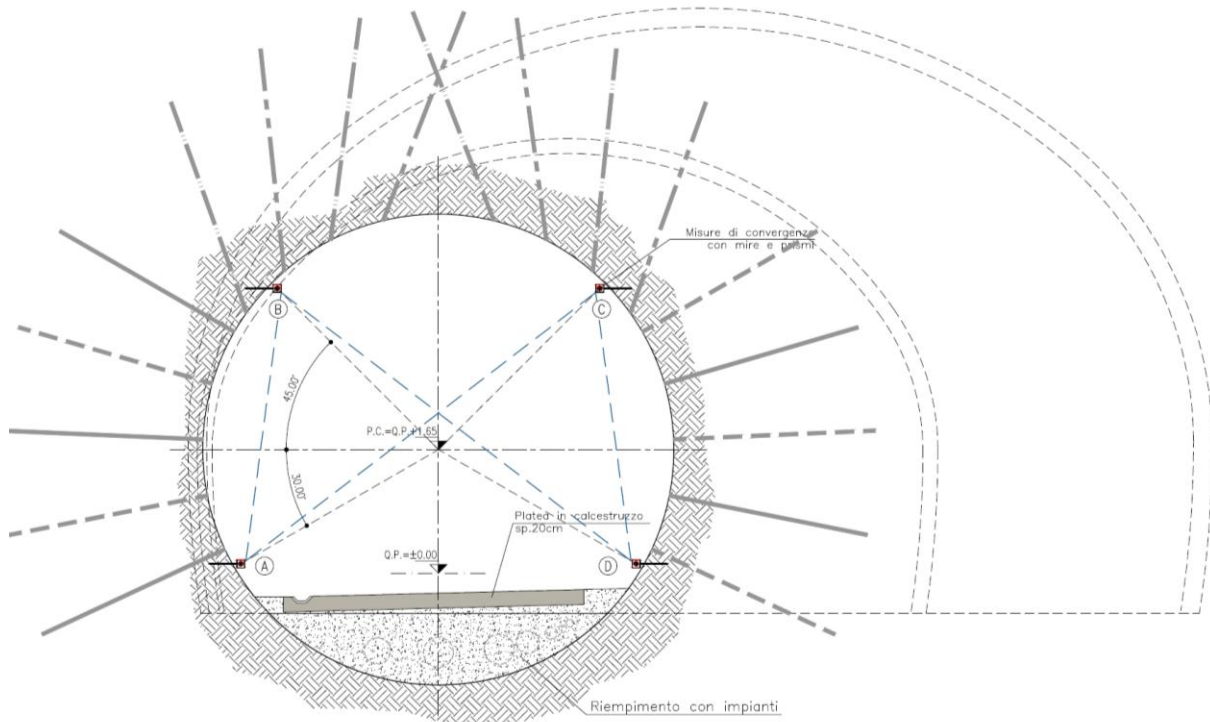 Misure di convergenza
con mire e prismi
B
C
45.00°
P.C.=Q.P.+1.65
30.00°
Platea in calcestruzzo
sp.20cm
Q.P.=±0.00
A
D
Riempimento con impianti